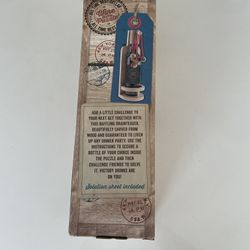 ADD A LITTLE CHALLENGE TO
YOUR NEXT GET TOGETHER WITH
THIS BAFFLING BRAINTEASER.
BEAUTIFULLY CARVED FROM
WOOD AND GUARANTEED TO LIVEN
UP ANY DINNER PARTY. USE THE
INSTRUCTIONS TO SECURE A
BOTTLE OF YOUR CHOICE INSIDE
THE PUZZLE AND THEN
CHALLENGE FRIENDS TO SOLVE
IT. VICTORY DRINKS ARE
ON YOU!
Solution sheet included